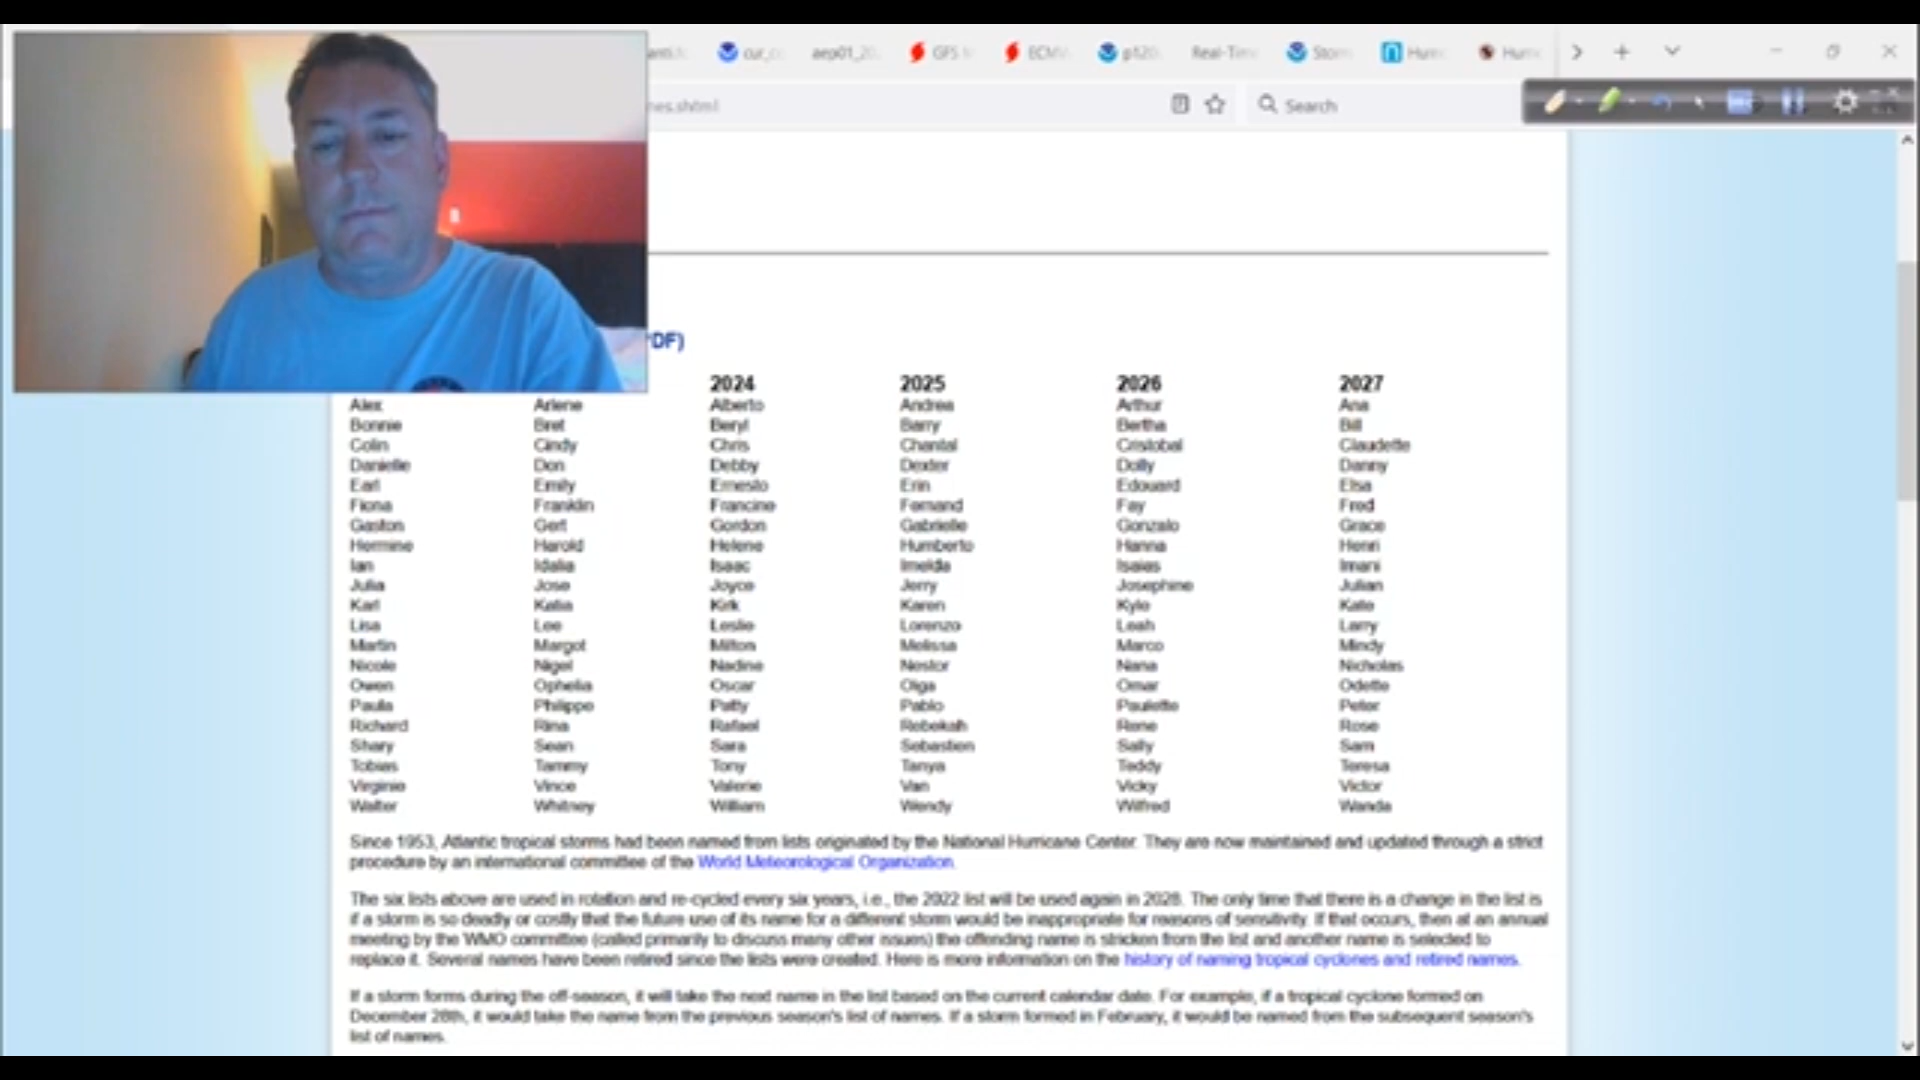 cur_c
aep01_20
GFS
ECMW
p120
Real-Time
Storm
Hurric
Hurric
nes.shtml
Search
PDF)
2024 2025 2026 2027
Alex Arlene Alberto Andrea Arthur Ana
Bonnie Bret Beryl Barry Bertha Bill
Colin Cindy Chris Chantal Cristobal Claudette
Danielle Don Debby Dexter Dolly Danny
Earl Emily Ernesto Erin Edouard Elsa
Fiona Franklin Francine Fernand Fay Fred
Gaston Gert Gordon Gabrielle Gonzalo Grace
Hermine Harold Helene Humberto Hanna Henri
Ian Idalia Isaac Imelda Isaias Imani
Julia Jose Joyce Jerry Josephine Julian
Karl Katia Kirk Karen Kyle Kate
Lisa Lee Leslie Lorenzo Leah Larry
Martin Margot Milton Melissa Marco Mindy
Nicole Nigel Nadine Nestor Nana Nicholas
Owen Ophelia Oscar Olga Omar Odette
Paula Philippe Patty Pablo Paulette Peter
Richard Rina Rafael Rebekah Rene Rose
Shary Sean Sara Sebastien Sally Sam
Tobias Tammy Tony Tanya Teddy Teresa
Virginie Vince Valerie Van Vicky Victor
Walter Whitney William Wendy Wilfred Wanda
Since 1953, Atlantic tropical storms had been named from lists originated by the National Hurricane Center. They are now maintained and updated through a strict
procedure by an international committee of the World Meteorological Organization.
The six lists above are used in rotation and re-cycled every six years, i.e., the 2022 list will be used again in 2028. The only time that there is a change in the list is
if a storm is so deadly or costly that the future use of its name for a different storm would be inappropriate for reasons of sensitivity. If that occurs, then at an annual
meeting by the WMO committee (called primarily to discuss many other issues) the offending name is stricken from the list and another name is selected to
replace it. Several names have been retired since the lists were created. Here is more information on the history of naming tropical cyclones and retired names.
If a storm forms during the off-season, it will take the next name in the list based on the current calendar date. For example, if a tropical cyclone formed on
December 28th, it would take the name from the previous season's list of names. If a storm formed in February, it would be named from the subsequent season's
list of names.